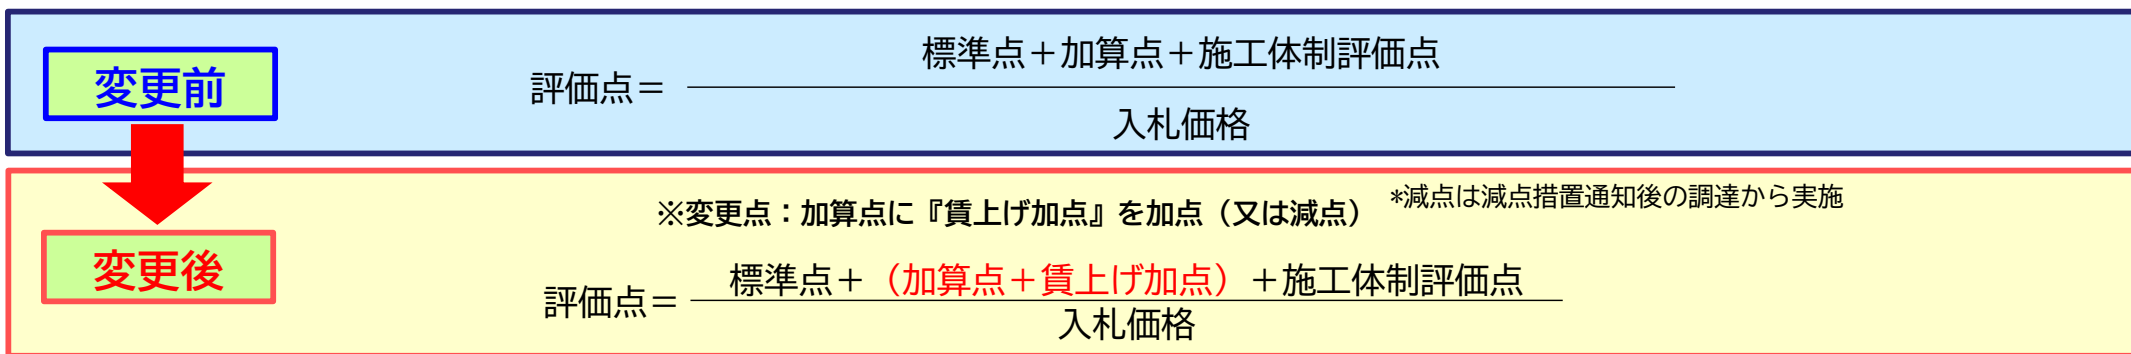 変更前
標準点+加算点+施工体制評価点
評価点=
入札価格
※変更点:加算点に『賃上げ加点』を加点(又は減点)
*減点は減点措置通知後の調達から実施
変更後
標準点+(加算点+賃上げ加点)+施工体制評価点
評価点=
入札価格